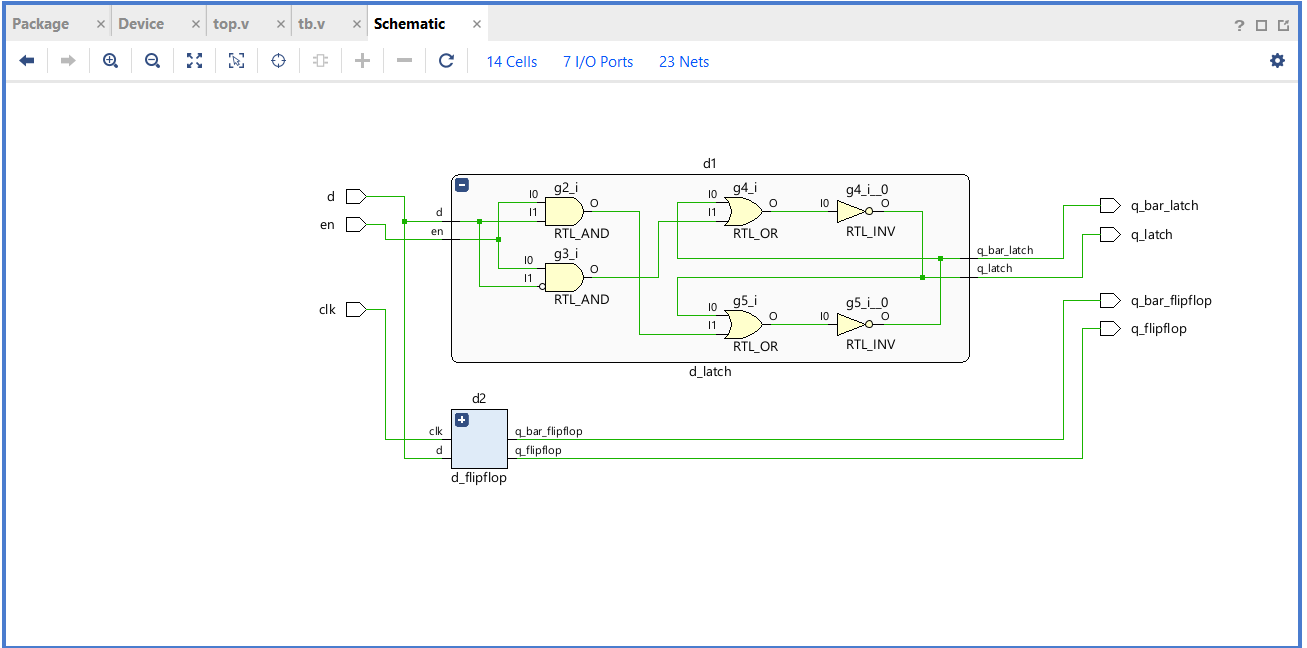 Package × Device × top.v × tb.v × Schematic × ?
14 Cells 7 I/O Ports 23 Nets
d1
d
en
clk
d
en
I0
I1
g2_i
O
RTL_AND
I0
I1
g3_i
O
RTL_AND
I0
I1
g4_i
O
RTL_OR
I0
g4_i__0
O
RTL_INV
I0
I1
g5_i
O
RTL_OR
I0
g5_i__0
O
RTL_INV
q_bar_latch
q_latch
d_latch
q_bar_latch
q_latch
q_bar_flipflop
q_flipflop
d2
clk
d
q_bar_flipflop
q_flipflop
d_flipflop